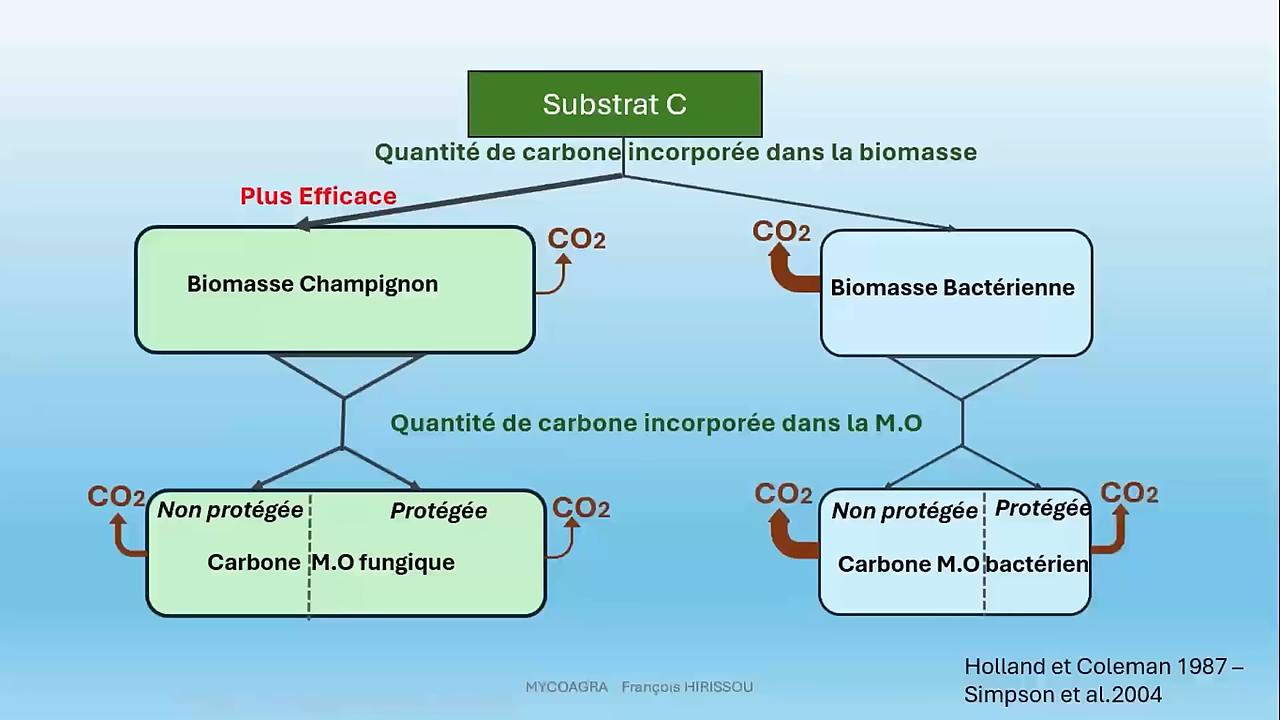 Substrat C
Quantité de carbone incorporée dans la biomasse
Plus Efficace
CO2
CO2
Biomasse Champignon
Biomasse Bactérienne
Quantité de carbone incorporée dans la M.O
CO2
Non protégée
Protégée
CO2
Carbone M.O fungique
CO2
Non protégée
Protégée
CO2
Carbone M.O bactérien
Holland et Coleman 1987 –
Simpson et al.2004
MYCOAGRA François HIRISSOU